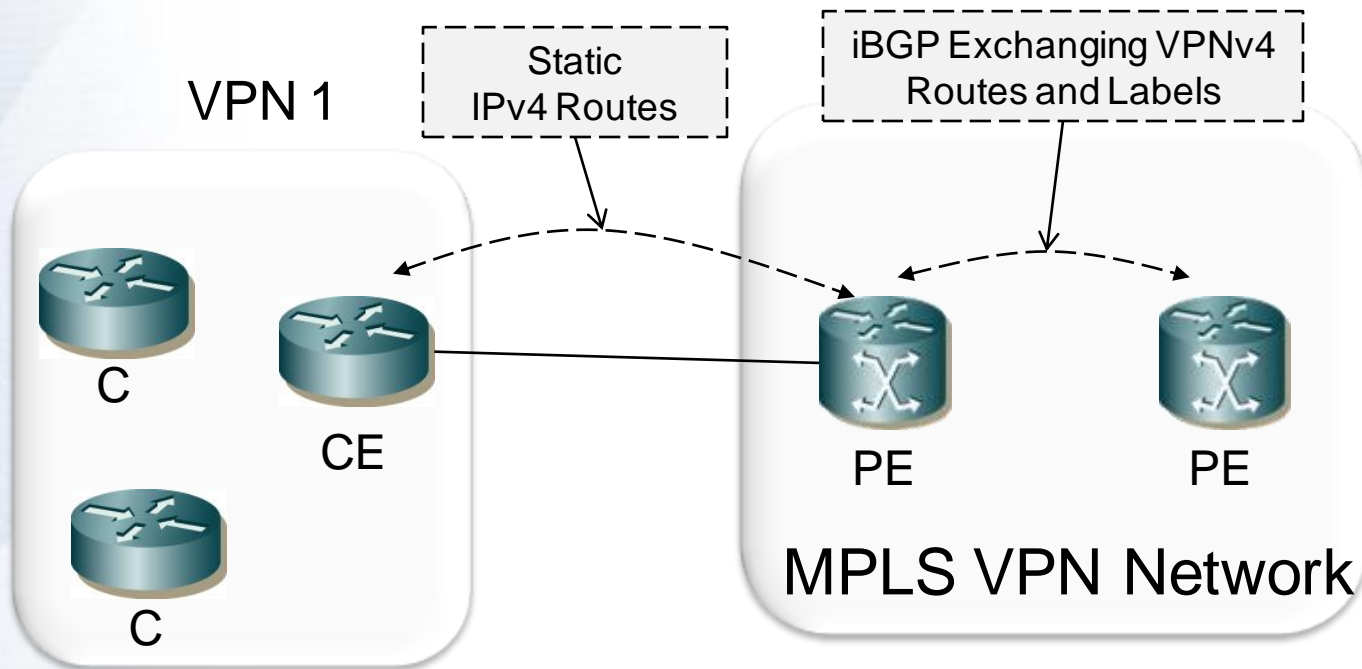 VPN 1
Static
IPv4 Routes
iBGP Exchanging VPNv4
Routes and Labels
C
CE
C
PE
PE
MPLS VPN Network